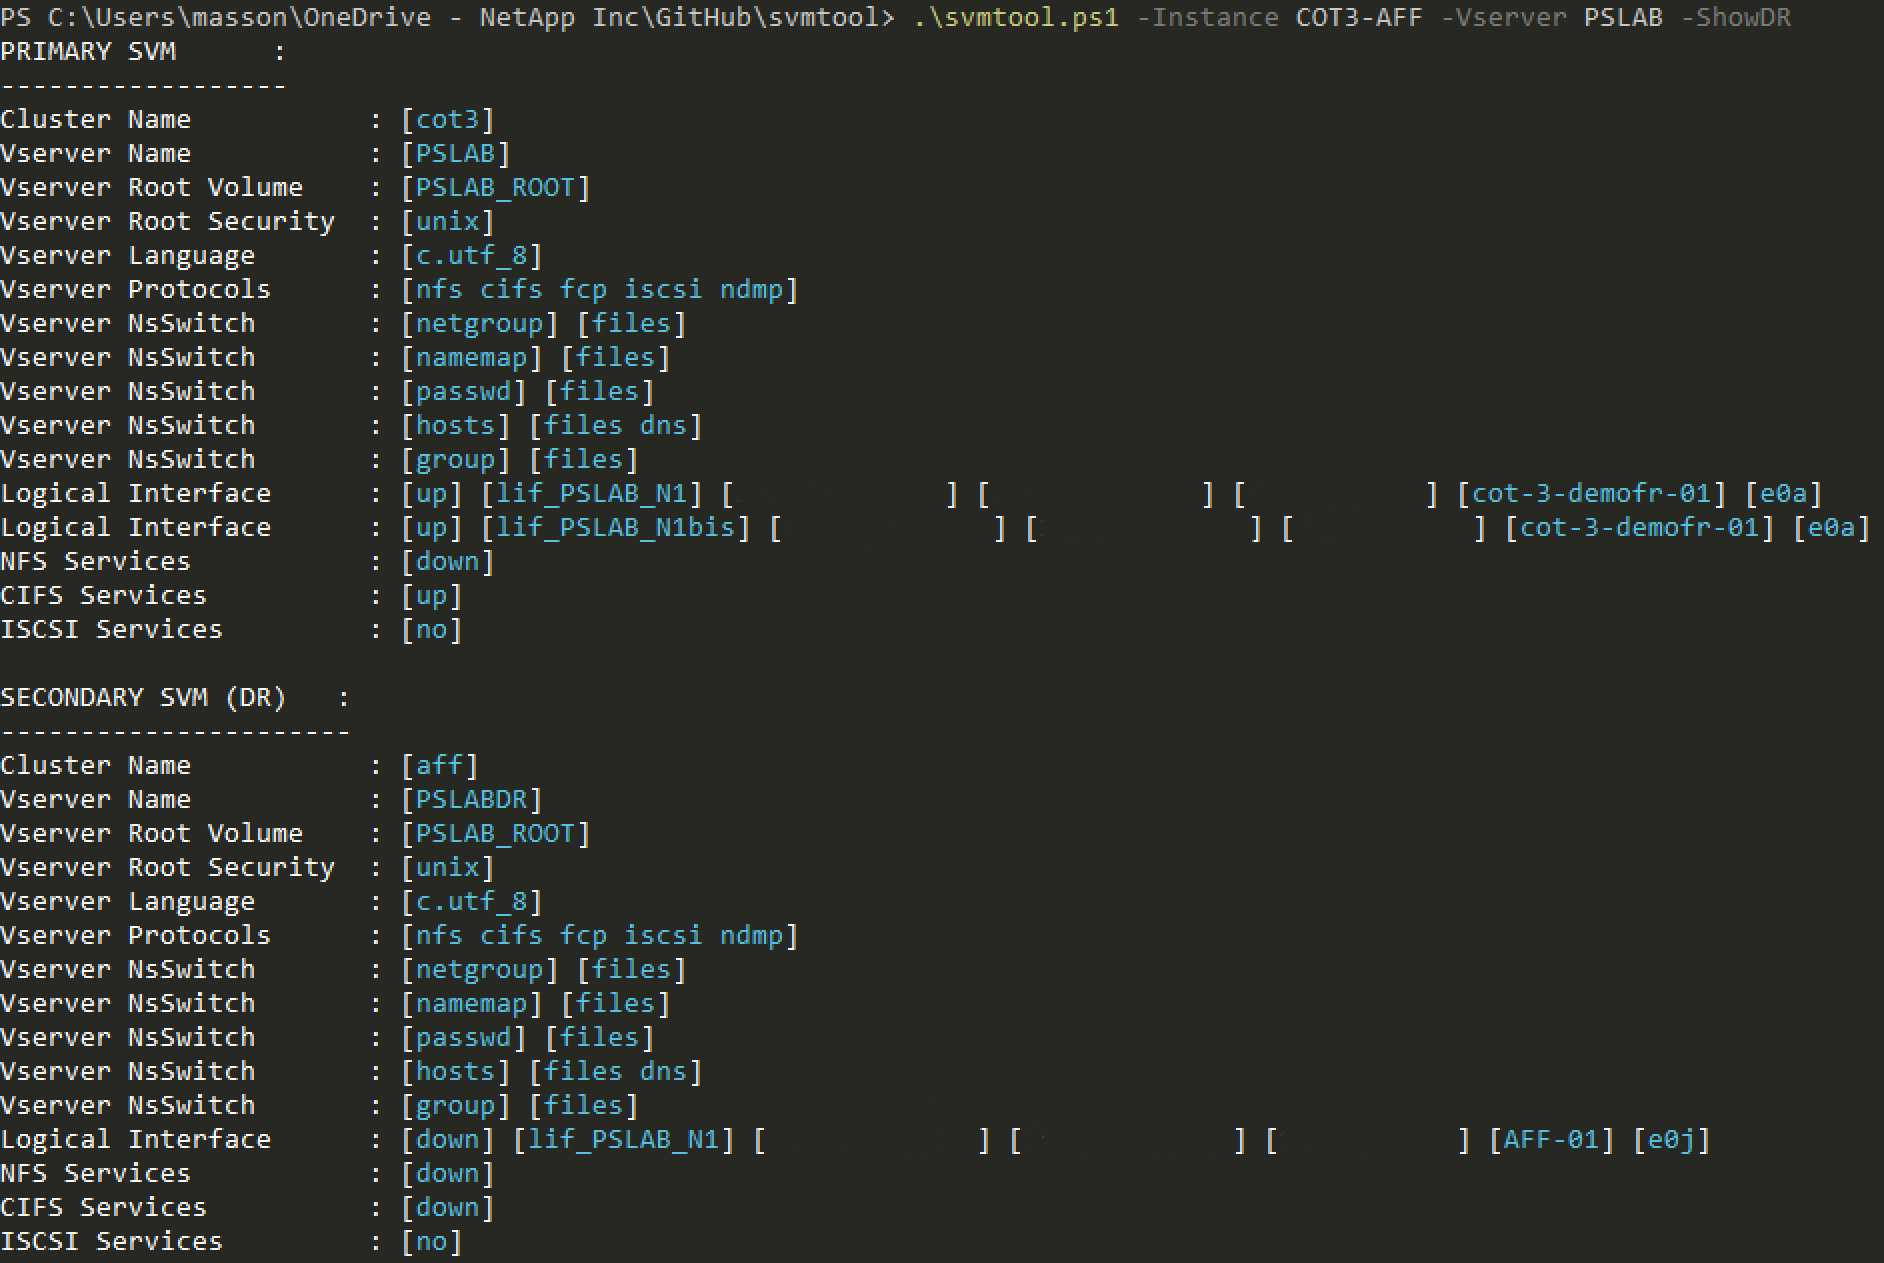 PS C:\Users\masson\OneDrive - NetApp Inc\GitHub\svmtool> .\svmtool.ps1 -Instance COT3-AFF -Vserver PSLAB -ShowDR
PRIMARY SVM      :
------------------
Cluster Name           : [cot3]
Vserver Name           : [PSLAB]
Vserver Root Volume    : [PSLAB_ROOT]
Vserver Root Security  : [unix]
Vserver Language       : [c.utf_8]
Vserver Protocols      : [nfs cifs fcp iscsi ndmp]
Vserver NsSwitch       : [netgroup] [files]
Vserver NsSwitch       : [namemap] [files]
Vserver NsSwitch       : [passwd] [files]
Vserver NsSwitch       : [hosts] [files dns]
Vserver NsSwitch       : [group] [files]
Logical Interface      : [up] [lif_PSLAB_N1] [             ] [             ] [           ] [cot-3-demofr-01] [e0a]
Logical Interface      : [up] [lif_PSLAB_N1bis] [             ] [             ] [           ] [cot-3-demofr-01] [e0a]
NFS Services           : [down]
CIFS Services          : [up]
ISCSI Services         : [no]

SECONDARY SVM (DR)   :
----------------------
Cluster Name           : [aff]
Vserver Name           : [PSLABDR]
Vserver Root Volume    : [PSLAB_ROOT]
Vserver Root Security  : [unix]
Vserver Language       : [c.utf_8]
Vserver Protocols      : [nfs cifs fcp iscsi ndmp]
Vserver NsSwitch       : [netgroup] [files]
Vserver NsSwitch       : [namemap] [files]
Vserver NsSwitch       : [passwd] [files]
Vserver NsSwitch       : [hosts] [files dns]
Vserver NsSwitch       : [group] [files]
Logical Interface      : [down] [lif_PSLAB_N1] [             ] [             ] [           ] [AFF-01] [e0j]
NFS Services           : [down]
CIFS Services          : [down]
ISCSI Services         : [no]